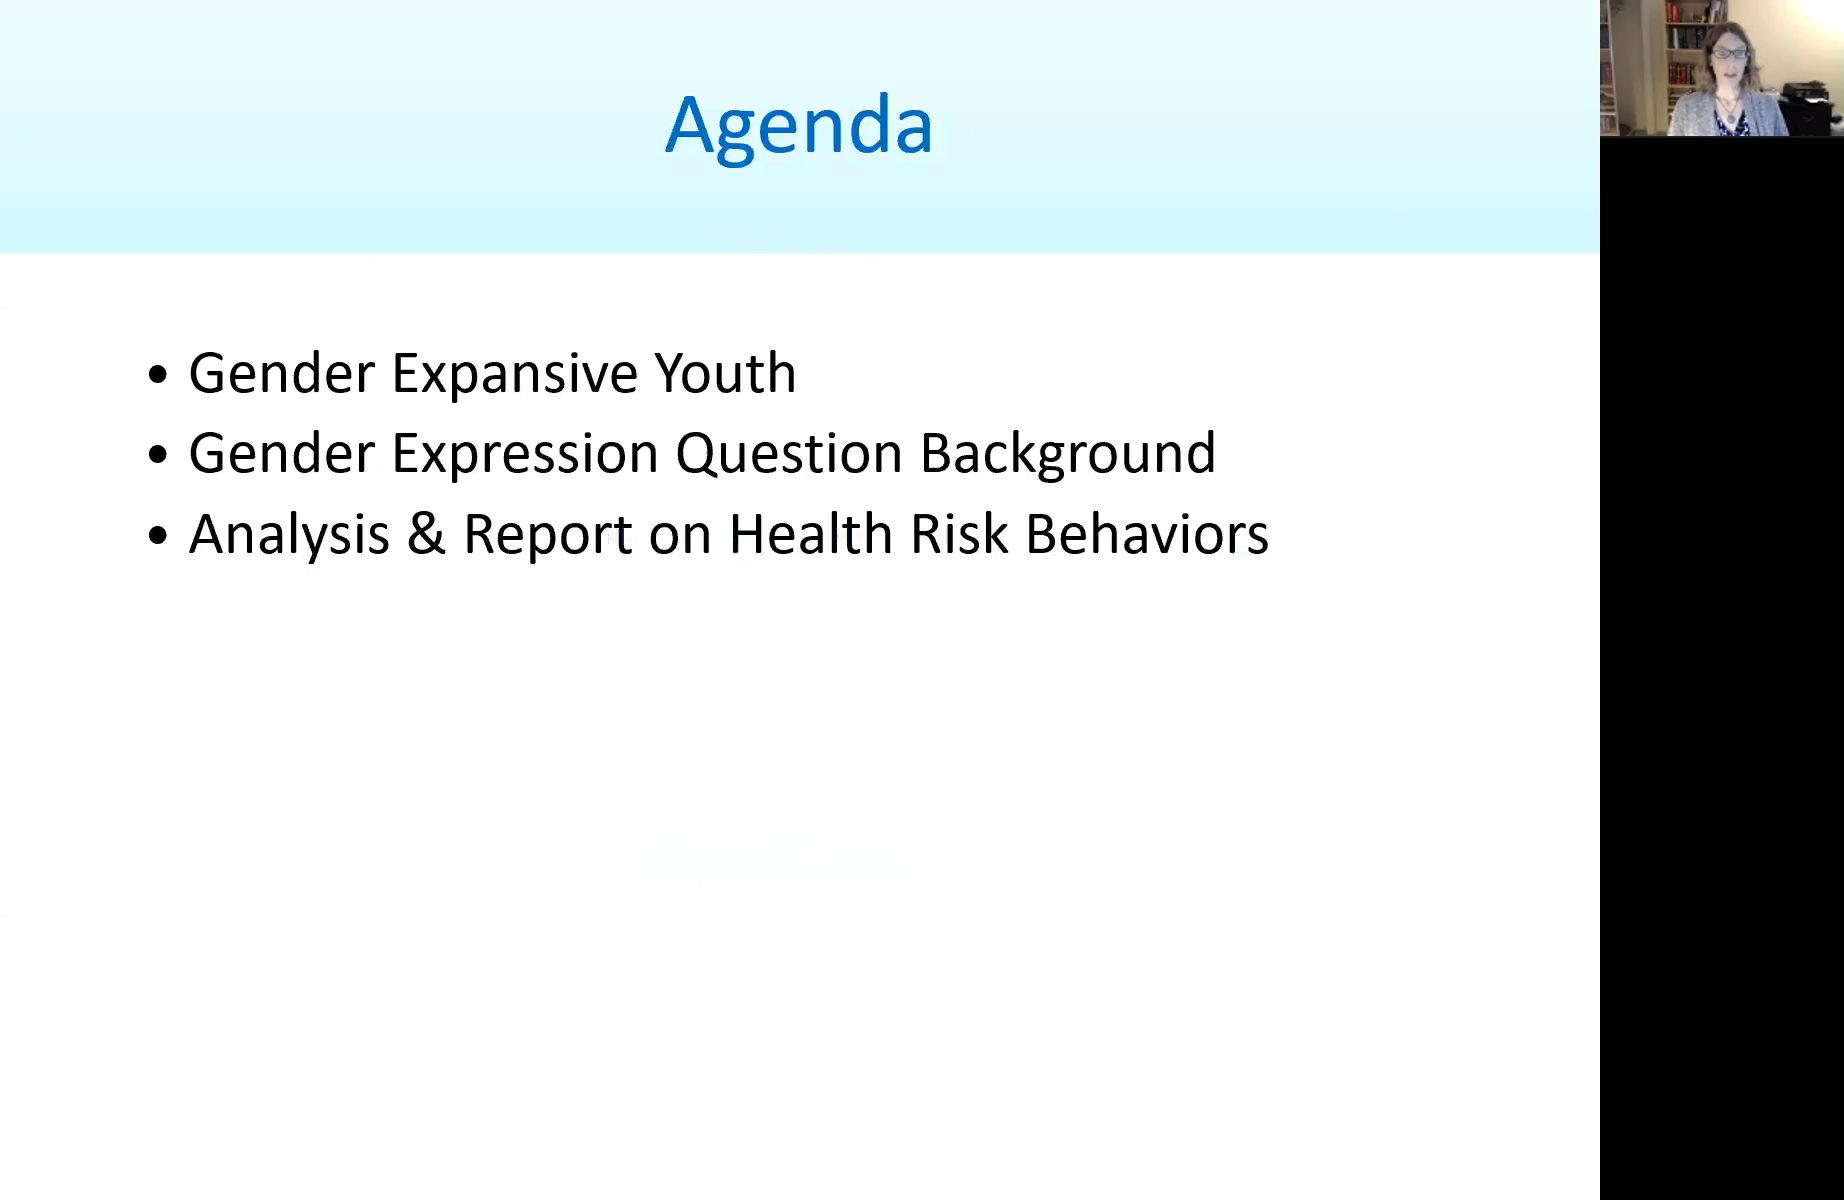 Agenda
• Gender Expansive Youth
• Gender Expression Question Background
• Analysis & Report on Health Risk Behaviors